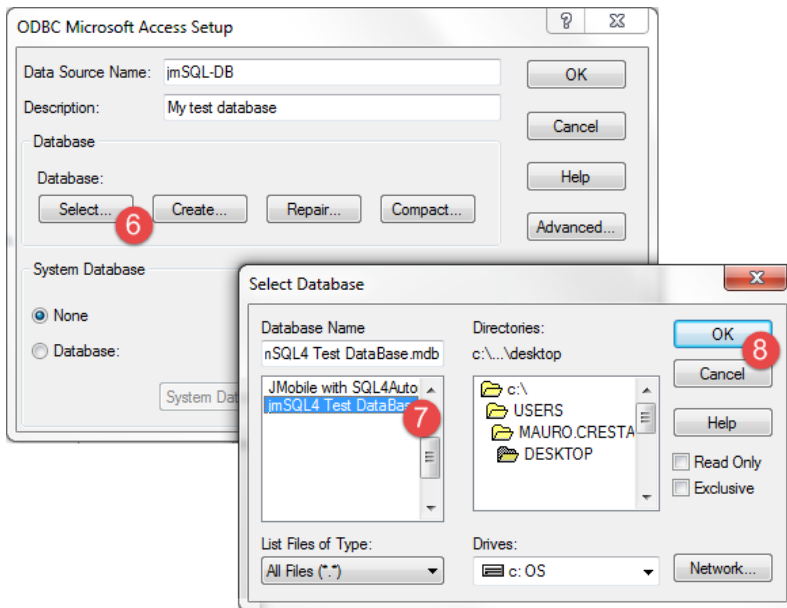 ODBC Microsoft Access Setup
Data Source Name: jmSQL-DB
OK
Description: My test database
Cancel
Database
Database:
Help
Select... Create... Repair... Compact...
6
Advanced...
System Database
None
Database:
System Dat
Select Database
Database Name
nSQL4 Test DataBase.mdb
JMobile with SQL4Auto
jmSQL4 Test DataBas
7
List Files of Type:
All Files (*.*)
Directories:
c:\...\desktop
c:\
USERS
MAURO.CRESTA
DESKTOP
Drives:
c: OS
OK
8
Cancel
Help
Read Only
Exclusive
Network...